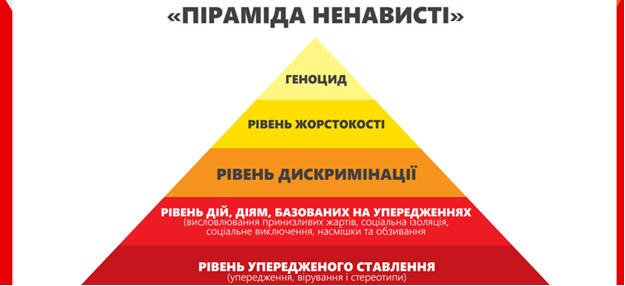 «ПІРАМІДА НЕНАВИСТІ»
ГЕНОЦИД
РІВЕНЬ ЖОРСТОКОСТІ
РІВЕНЬ ДИСКРИМІНАЦІЇ
РІВЕНЬ ДІЙ, ДІЯМ, БАЗОВАНИХ НА УПЕРЕДЖЕННЯХ
(висловлювання принизливих жартів, соціальна ізоляція,
соціальне виключення, насмішки та обзивання
РІВЕНЬ УПЕРЕДЖЕНОГО СТАВЛЕННЯ
(упередження, вірування і стереотипи)